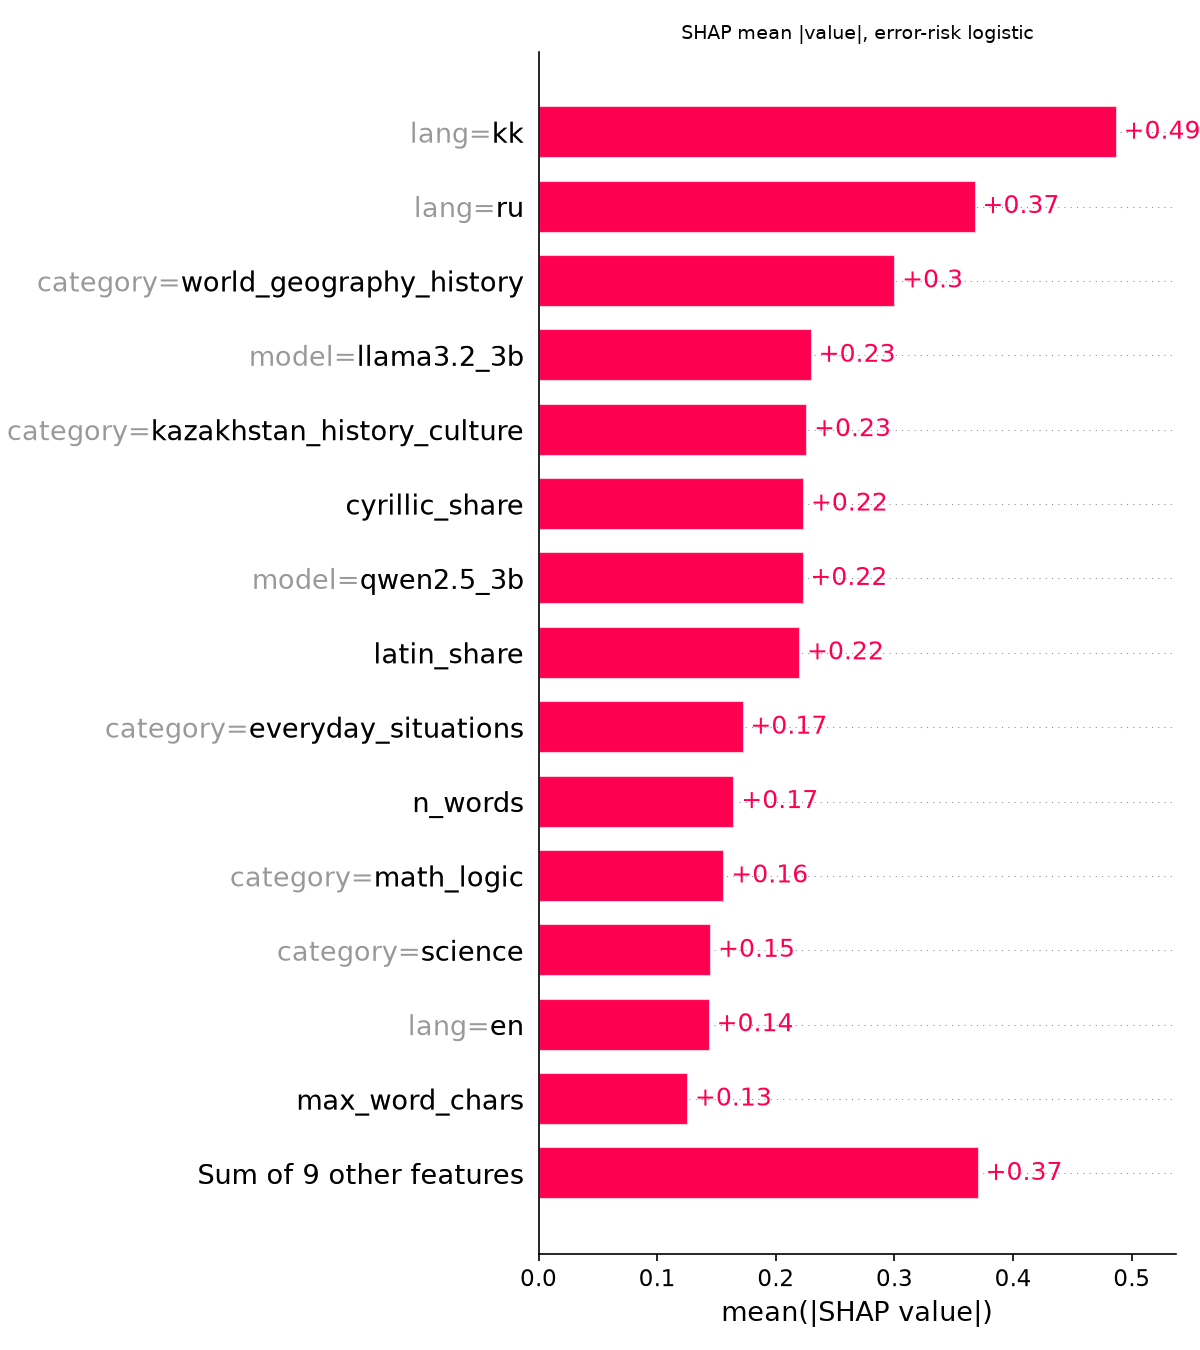 SHAP mean |value|, error-risk logistic
lang=kk +0.49
lang=ru +0.37
category=world_geography_history +0.3
model=llama3.2_3b +0.23
category=kazakhstan_history_culture +0.23
cyrillic_share +0.22
model=qwen2.5_3b +0.22
latin_share +0.22
category=everyday_situations +0.17
n_words +0.17
category=math_logic +0.16
category=science +0.15
lang=en +0.14
max_word_chars +0.13
Sum of 9 other features +0.37
0.0 0.1 0.2 0.3 0.4 0.5
mean(|SHAP value|)